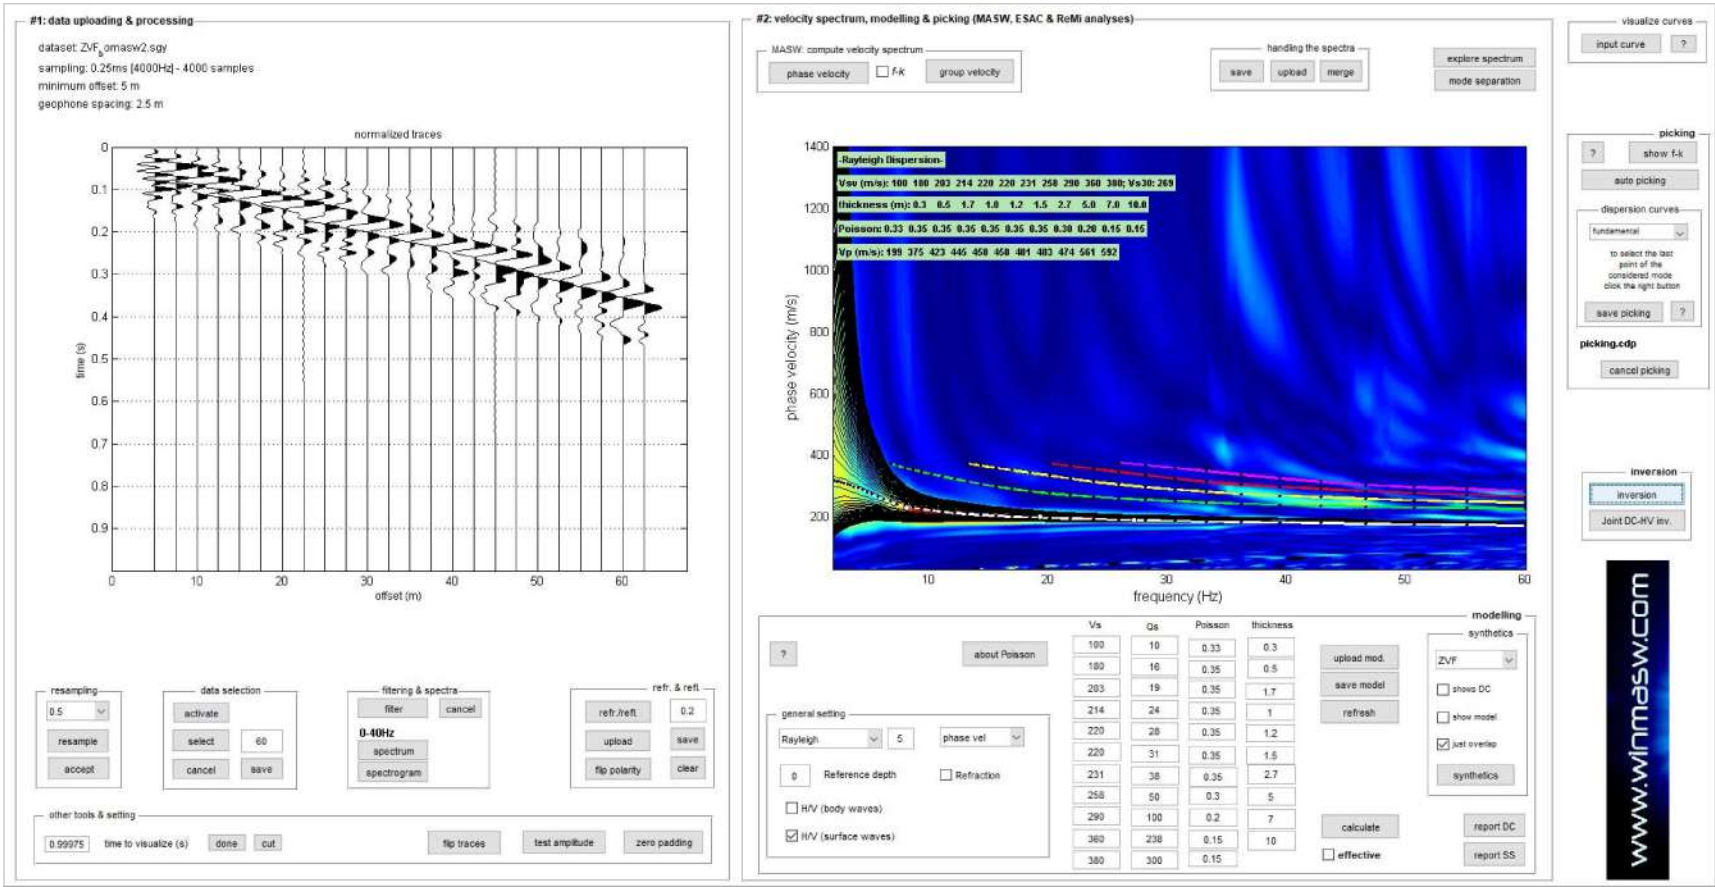 #1: data uploading & processing
dataset: ZVF_bomasw2.sgy
sampling: 0.25ms [4000Hz] - 4000 samples
minimum offset: 5 m
geophone spacing: 2.5 m
normalized traces
0
0.1
0.2
0.3
0.4
0.5
0.6
0.7
0.8
0.9
time (s)
0 10 20 30 40 50 60
offset (m)
resampling
0.5
resample
accept
data selection
activate
select 60
cancel save
filtering & spectra
filter cancel
0-40Hz
spectrum
spectrogram
refr. & refl.
refr./refl. 0.2
upload save
flip polarity clear
other tools & setting
0.99975 time to visualize (s) done cut flip traces test amplitude zero padding
#2: velocity spectrum, modelling & picking (MASW, ESAC & ReMi analyses)
MASW: compute velocity spectrum
phase velocity f-k group velocity
handling the spectra
save upload merge
explore spectrum
mode separation
-Rayleigh Dispersion-
Vsv (m/s): 100 180 203 214 220 220 231 258 290 360 380; Vs30: 269
thickness (m): 0.3 0.5 1.7 1.0 1.2 1.5 2.7 5.0 7.0 10.0
Poisson: 0.33 0.35 0.35 0.35 0.35 0.35 0.35 0.30 0.20 0.15 0.15
Vp (m/s): 199 375 423 445 458 458 481 483 474 561 592
1400
1200
1000
800
600
400
200
phase velocity (m/s)
10 20 30 40 50 60
frequency (Hz)
modelling
? about Poisson
general setting
Rayleigh 5 phase vel
0 Reference depth Refraction
H/V (body waves)
H/V (surface waves)
Vs Qs Poisson thickness
100 10 0.33 0.3
180 16 0.35 0.5
203 19 0.35 1.7
214 24 0.35 1
220 28 0.35 1.2
220 31 0.35 1.5
231 38 0.35 2.7
258 50 0.3 5
290 100 0.2 7
360 238 0.15 10
380 300 0.15
upload mod.
save model
refresh
calculate
effective
synthetics
ZVF
shows DC
show model
just overlap
synthetics
report DC
report SS
visualize curves
input curve ?
picking
? show f-k
auto picking
dispersion curves
fundamental
to select the last
point of the
considered mode
click the right button
save picking ?
picking.cdp
cancel picking
inversion
inversion
Joint DC-HV inv.
www.winmasw.com